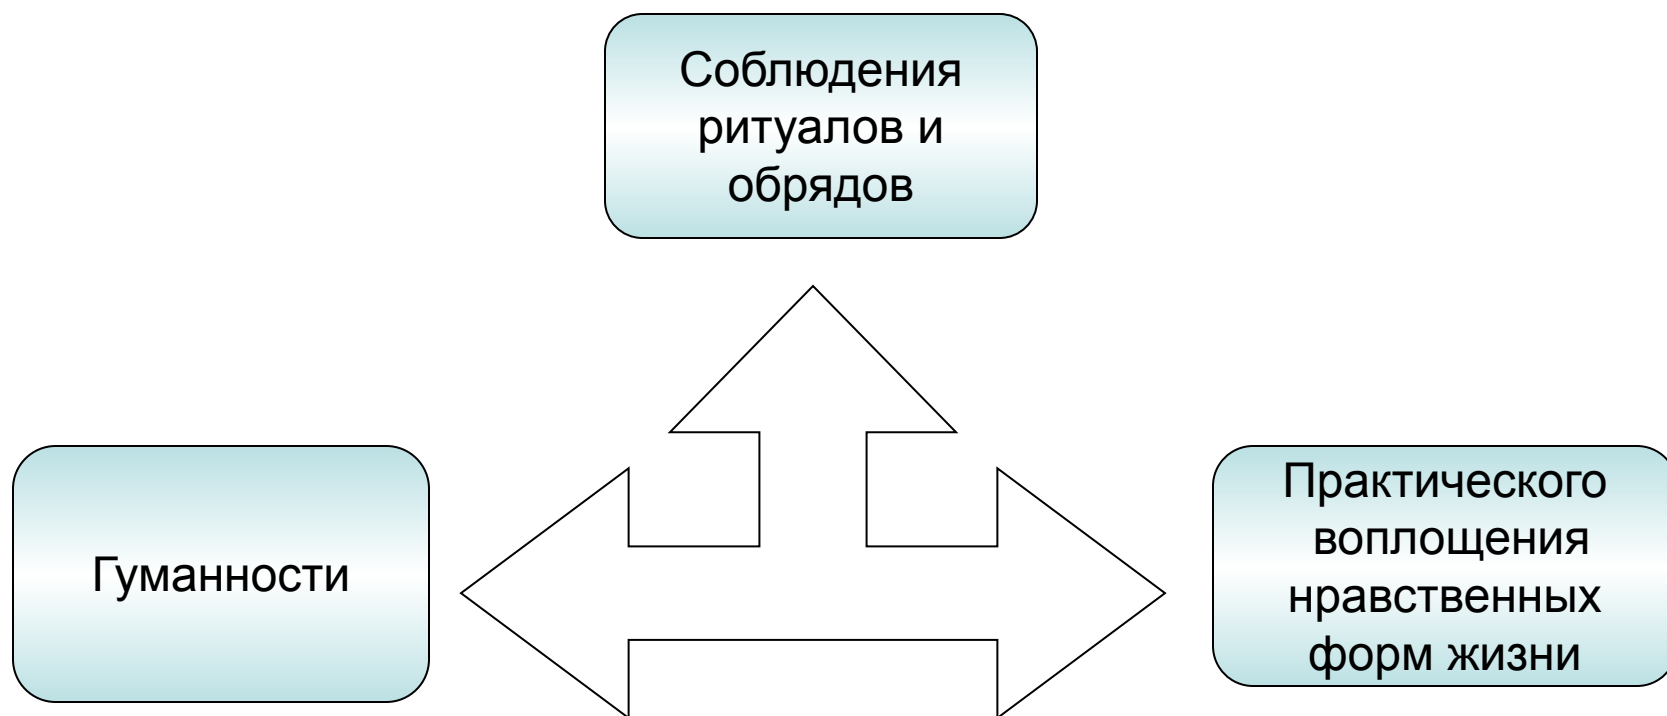 Соблюдения
ритуалов и
обрядов
Гуманности
Практического
воплощения
нравственных
форм жизни